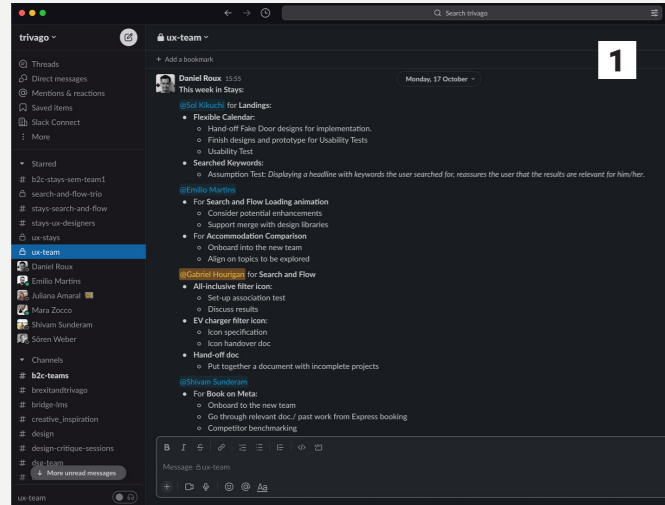 Search trivago
trivago
ux-team
1
+ Add a bookmark
Threads
Direct messages
Mentions & reactions
Saved items
Slack Connect
More
Starred
# b2c-stays-sem-team1
search-and-flow-trio
# stays-search-and-flow
# stays-ux-designers
ux-stays
ux-team
Daniel Roux
Emilio Martins
Juliana Amaral
Mara Zocco
Shivam Sunderam
Sören Weber
Channels
# b2c-teams
# brexitandtrivago
# bridge-lms
# creative_inspiration
# design
# design-critique-sessions
# dse-team
#
↓ More unread messages
ux-team
Daniel Roux 15:55
Monday, 17 October
This week in Stays:
@Sol Kikuchi for Landings:
• Flexible Calendar:
○ Hand-off Fake Door designs for implementation.
○ Finish designs and prototype for Usability Tests
○ Usability Test
• Searched Keywords:
○ Assumption Test: Displaying a headline with keywords the user searched for, reassures the user that the results are relevant for him/her.
@Emilio Martins
• For Search and Flow Loading animation
○ Consider potential enhancements
○ Support merge with design libraries
• For Accommodation Comparison
○ Onboard into the new team
○ Align on topics to be explored
@Gabriel Hourigan for Search and Flow
• All-inclusive filter icon:
○ Set-up association test
○ Discuss results
• EV charger filter icon:
○ Icon specification
○ Icon handover doc
• Hand-off doc
○ Put together a document with incomplete projects
@Shivam Sunderam
• For Book on Meta:
○ Onboard to the new team
○ Go through relevant doc./ past work from Express booking
○ Competitor benchmarking
B I S
Message ux-team
+ @ Aa